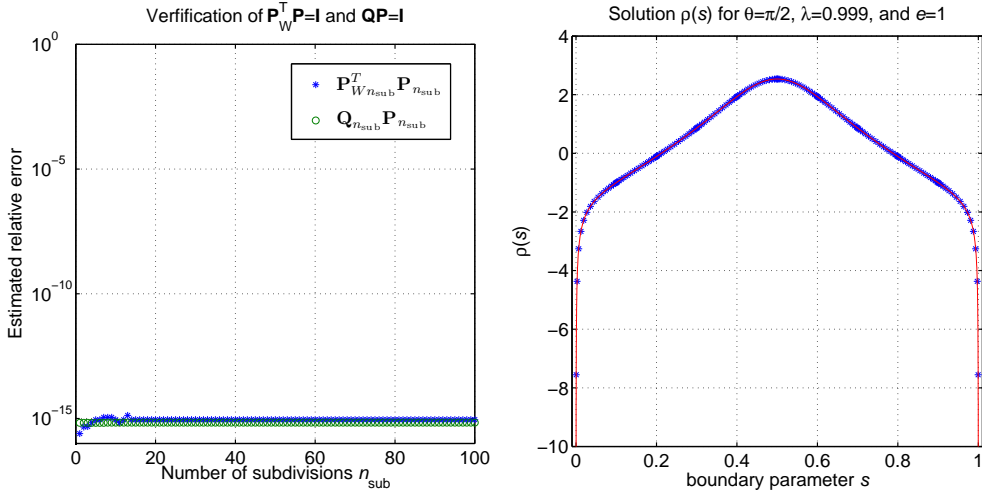 Verfification of P_W^T P=I and QP=I
10^0
10^−5
10^−10
10^−15
Estimated relative error
P^T_{Wn_sub} P_{n_sub}
Q_{n_sub} P_{n_sub}
0 20 40 60 80 100
Number of subdivisions n_sub
Solution ρ(s) for θ=π/2, λ=0.999, and e=1
4
2
0
−2
−4
−6
−8
−10
ρ(s)
0 0.2 0.4 0.6 0.8 1
boundary parameter s